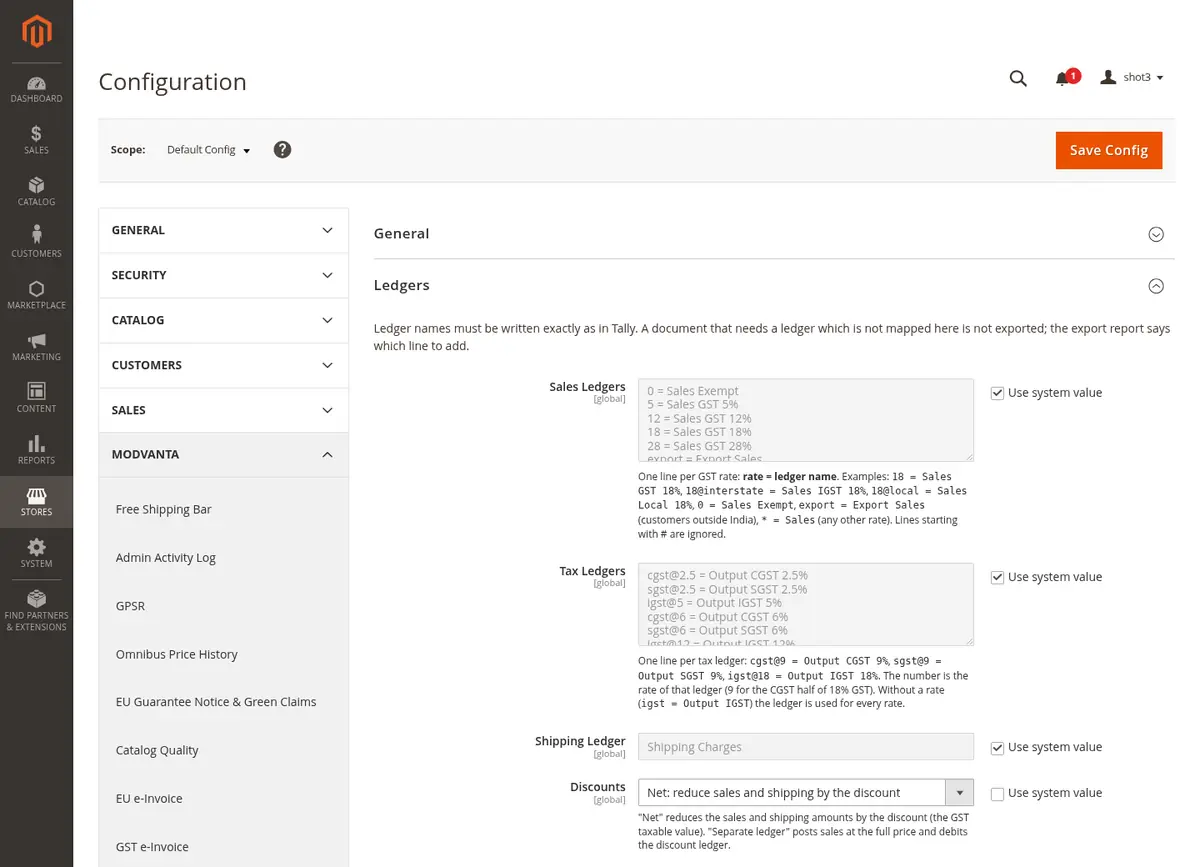 Configuration
1
shot3
Scope:
Default Config
?
Save Config
DASHBOARD
SALES
CATALOG
CUSTOMERS
MARKETPLACE
MARKETING
CONTENT
REPORTS
STORES
SYSTEM
FIND PARTNERS
& EXTENSIONS
GENERAL
SECURITY
CATALOG
CUSTOMERS
SALES
MODVANTA
Free Shipping Bar
Admin Activity Log
GPSR
Omnibus Price History
EU Guarantee Notice & Green Claims
Catalog Quality
EU e-Invoice
GST e-Invoice
General
Ledgers
Ledger names must be written exactly as in Tally. A document that needs a ledger which is not mapped here is not exported; the export report says
which line to add.
Sales Ledgers
[global]
0 = Sales Exempt
5 = Sales GST 5%
12 = Sales GST 12%
18 = Sales GST 18%
28 = Sales GST 28%
export = Export Sales
Use system value
One line per GST rate: rate = ledger name. Examples: 18 = Sales
GST 18%, 18@interstate = Sales IGST 18%, 18@local = Sales
Local 18%, 0 = Sales Exempt, export = Export Sales
(customers outside India), * = Sales (any other rate). Lines starting
with # are ignored.
Tax Ledgers
[global]
cgst@2.5 = Output CGST 2.5%
sgst@2.5 = Output SGST 2.5%
igst@5 = Output IGST 5%
cgst@6 = Output CGST 6%
sgst@6 = Output SGST 6%
igst@12 = Output IGST 12%
Use system value
One line per tax ledger: cgst@9 = Output CGST 9%, sgst@9 =
Output SGST 9%, igst@18 = Output IGST 18%. The number is the
rate of that ledger (9 for the CGST half of 18% GST). Without a rate
(igst = Output IGST) the ledger is used for every rate.
Shipping Ledger
[global]
Shipping Charges
Use system value
Discounts
[global]
Net: reduce sales and shipping by the discount
Use system value
"Net" reduces the sales and shipping amounts by the discount (the GST
taxable value). "Separate ledger" posts sales at the full price and debits
the discount ledger.